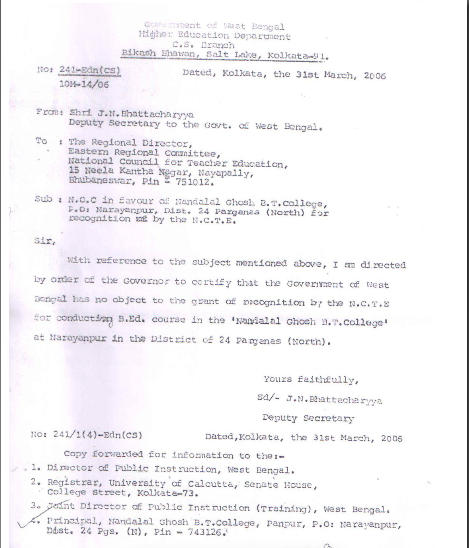 Government of West Bengal
Higher Education Department
C.S. Branch
Bikash Bhavan, Salt Lake, Kolkata-91.
No: 241-Edn(CS)
10M-14/06
Dated, Kolkata, the 31st March, 2006
From: Shri J.N.Bhattacharyya
Deputy Secretary to the Govt. of West Bengal.
To : The Regional Director,
Eastern Regional Committee,
National Council for Teacher Education,
15 Neela Kantha Nagar, Nayapally,
Bhubaneswar, Pin - 751012.
Sub : N.O.C in favour of Nandalal Ghosh B.T.College,
P.O: Narayanpur, Dist. 24 Parganas (North) for
recognition by the N.C.T.E.
Sir,
With reference to the subject mentioned above, I am directed
by order of the Governor to certify that the Government of West
Bengal has no object to the grant of recognition by the N.C.T.E
for conducting B.Ed. course in the 'Nandalal Ghosh B.T.College'
at Narayanpur in the District of 24 Parganas (North).
Yours faithfully,
Sd/- J.N.Bhattacharyya
Deputy Secretary
No: 241/1(4)-Edn(CS)
Dated,Kolkata, the 31st March, 2006
Copy forwarded for information to the:-
1. Director of Public Instruction, West Bengal.
2. Registrar, University of Calcutta, Senate House,
College Street, Kolkata-73.
3. Joint Director of Public Instruction (Training), West Bengal.
4. Principal, Nandalal Ghosh B.T.College, Panpur, P.O: Narayanpur,
Dist. 24 Pgs. (N), Pin - 743126.